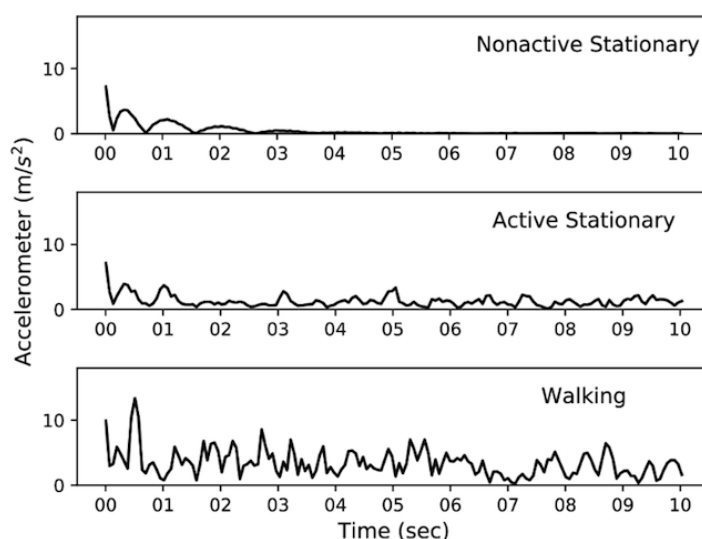 Nonactive Stationary
10
0
00 01 02 03 04 05 06 07 08 09 10
Active Stationary
10
0
00 01 02 03 04 05 06 07 08 09 10
Walking
10
0
00 01 02 03 04 05 06 07 08 09 10
Time (sec)
Accelerometer (m/s²)